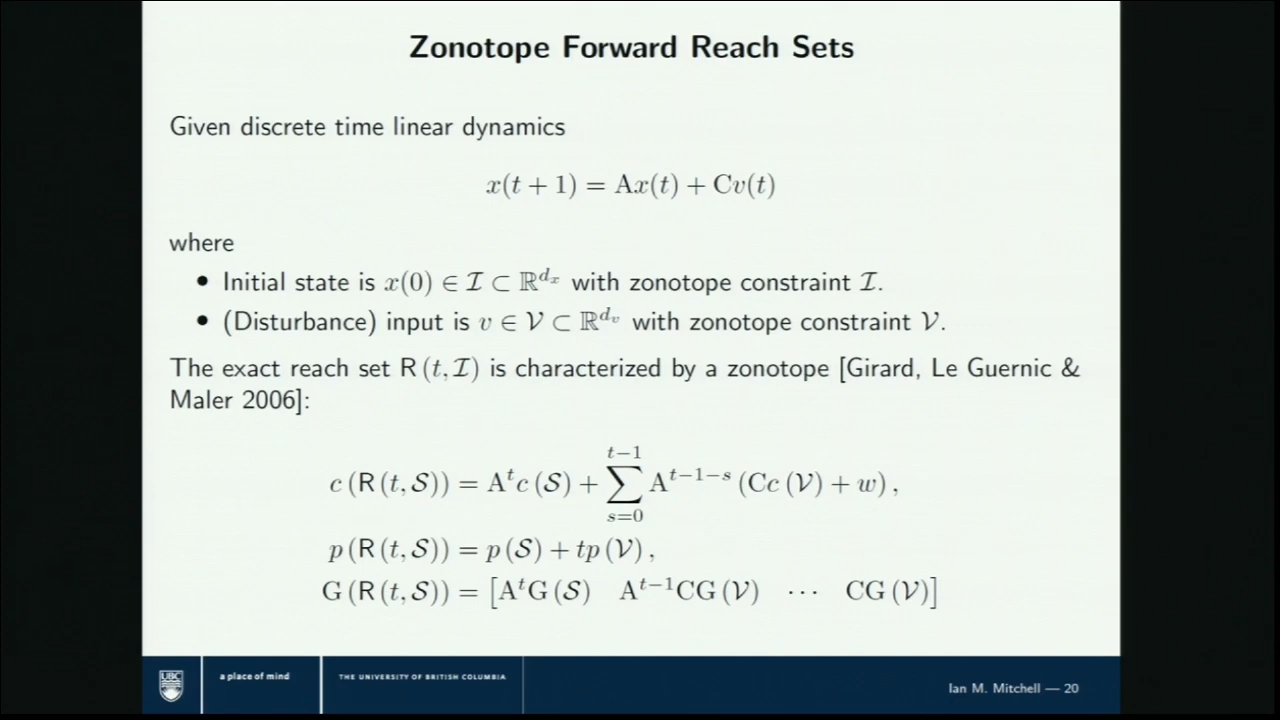 Zonotope Forward Reach Sets
Given discrete time linear dynamics
x(t + 1) = Ax(t) + Cv(t)
where
• Initial state is x(0) ∈ ℐ ⊂ ℝ^{d_x} with zonotope constraint ℐ.
• (Disturbance) input is v ∈ 𝒱 ⊂ ℝ^{d_v} with zonotope constraint 𝒱.
The exact reach set R (t, ℐ) is characterized by a zonotope [Girard, Le Guernic &
Maler 2006]:
c (R (t, 𝒮)) = A^t c (𝒮) + ∑_{s=0}^{t−1} A^{t−1−s} (Cc (𝒱) + w) ,
p (R (t, 𝒮)) = p (𝒮) + tp (𝒱) ,
G (R (t, 𝒮)) = [A^t G (𝒮) A^{t−1}CG (𝒱) ⋯ CG (𝒱)]
UBC
a place of mind
THE UNIVERSITY OF BRITISH COLUMBIA
Ian M. Mitchell — 20